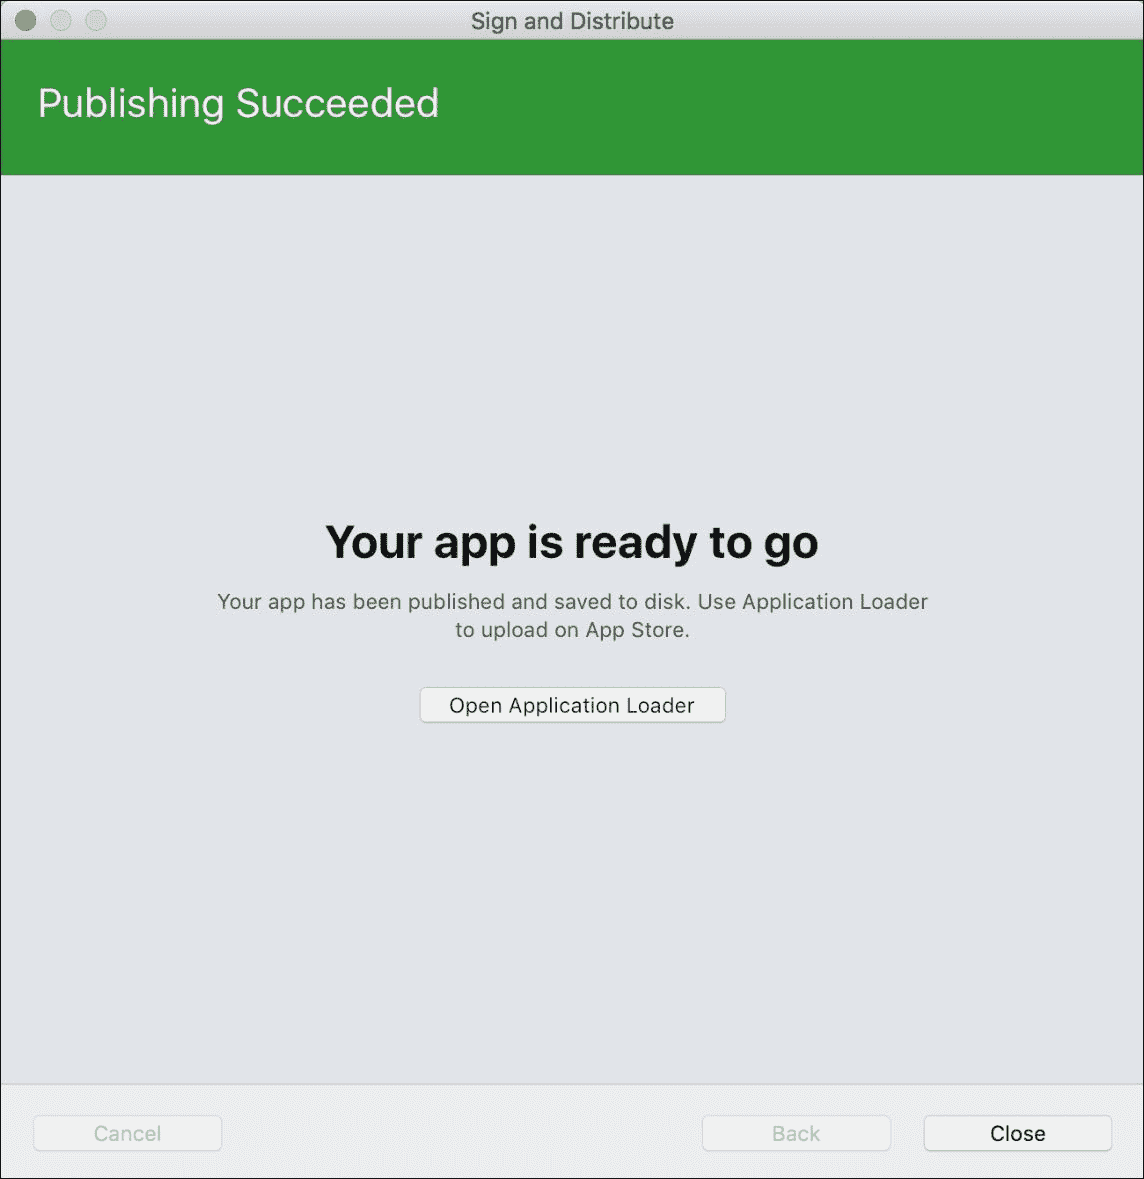 Sign and Distribute
Publishing Succeeded
Your app is ready to go
Your app has been published and saved to disk. Use Application Loader
to upload on App Store.
Open Application Loader
Cancel
Back
Close